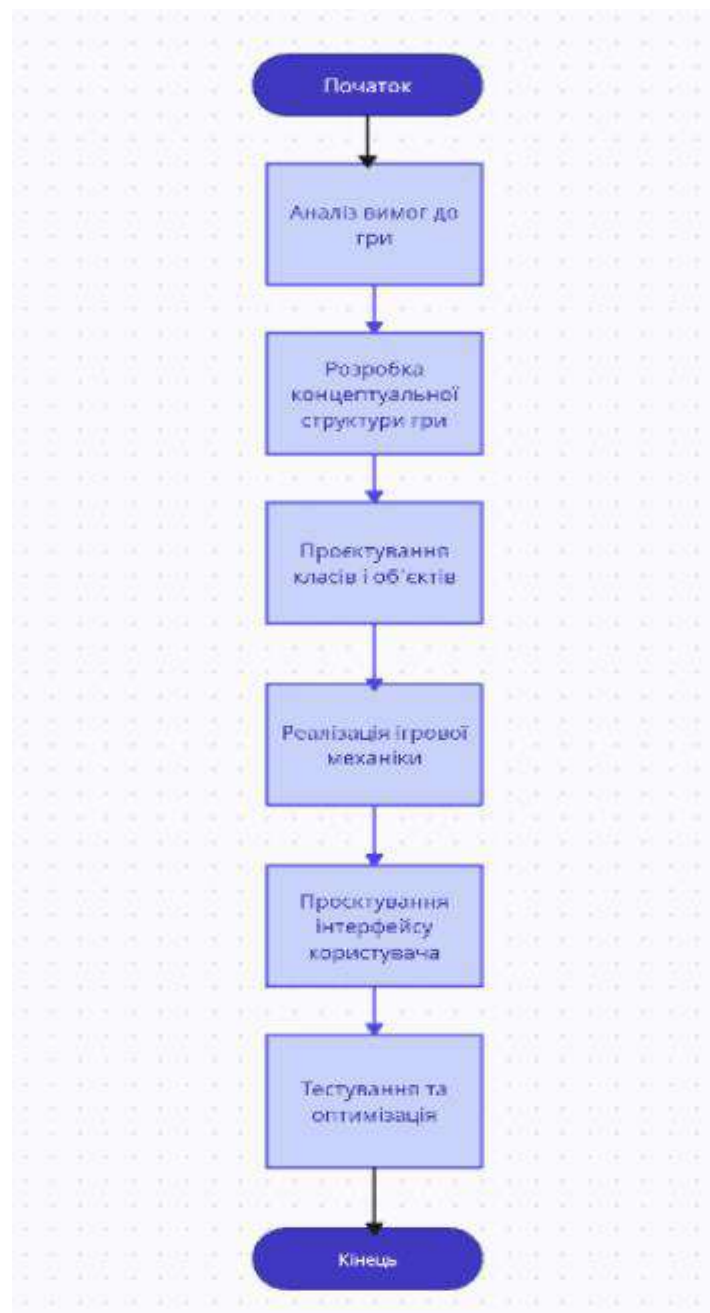 Початок
Аналіз вимог до
гри
Розробка
концептуальної
структури гри
Проєктування
класів і об'єктів
Реалізація ігрової
механіки
Проєктування
інтерфейсу
користувача
Тестування та
оптимізація
Кінець